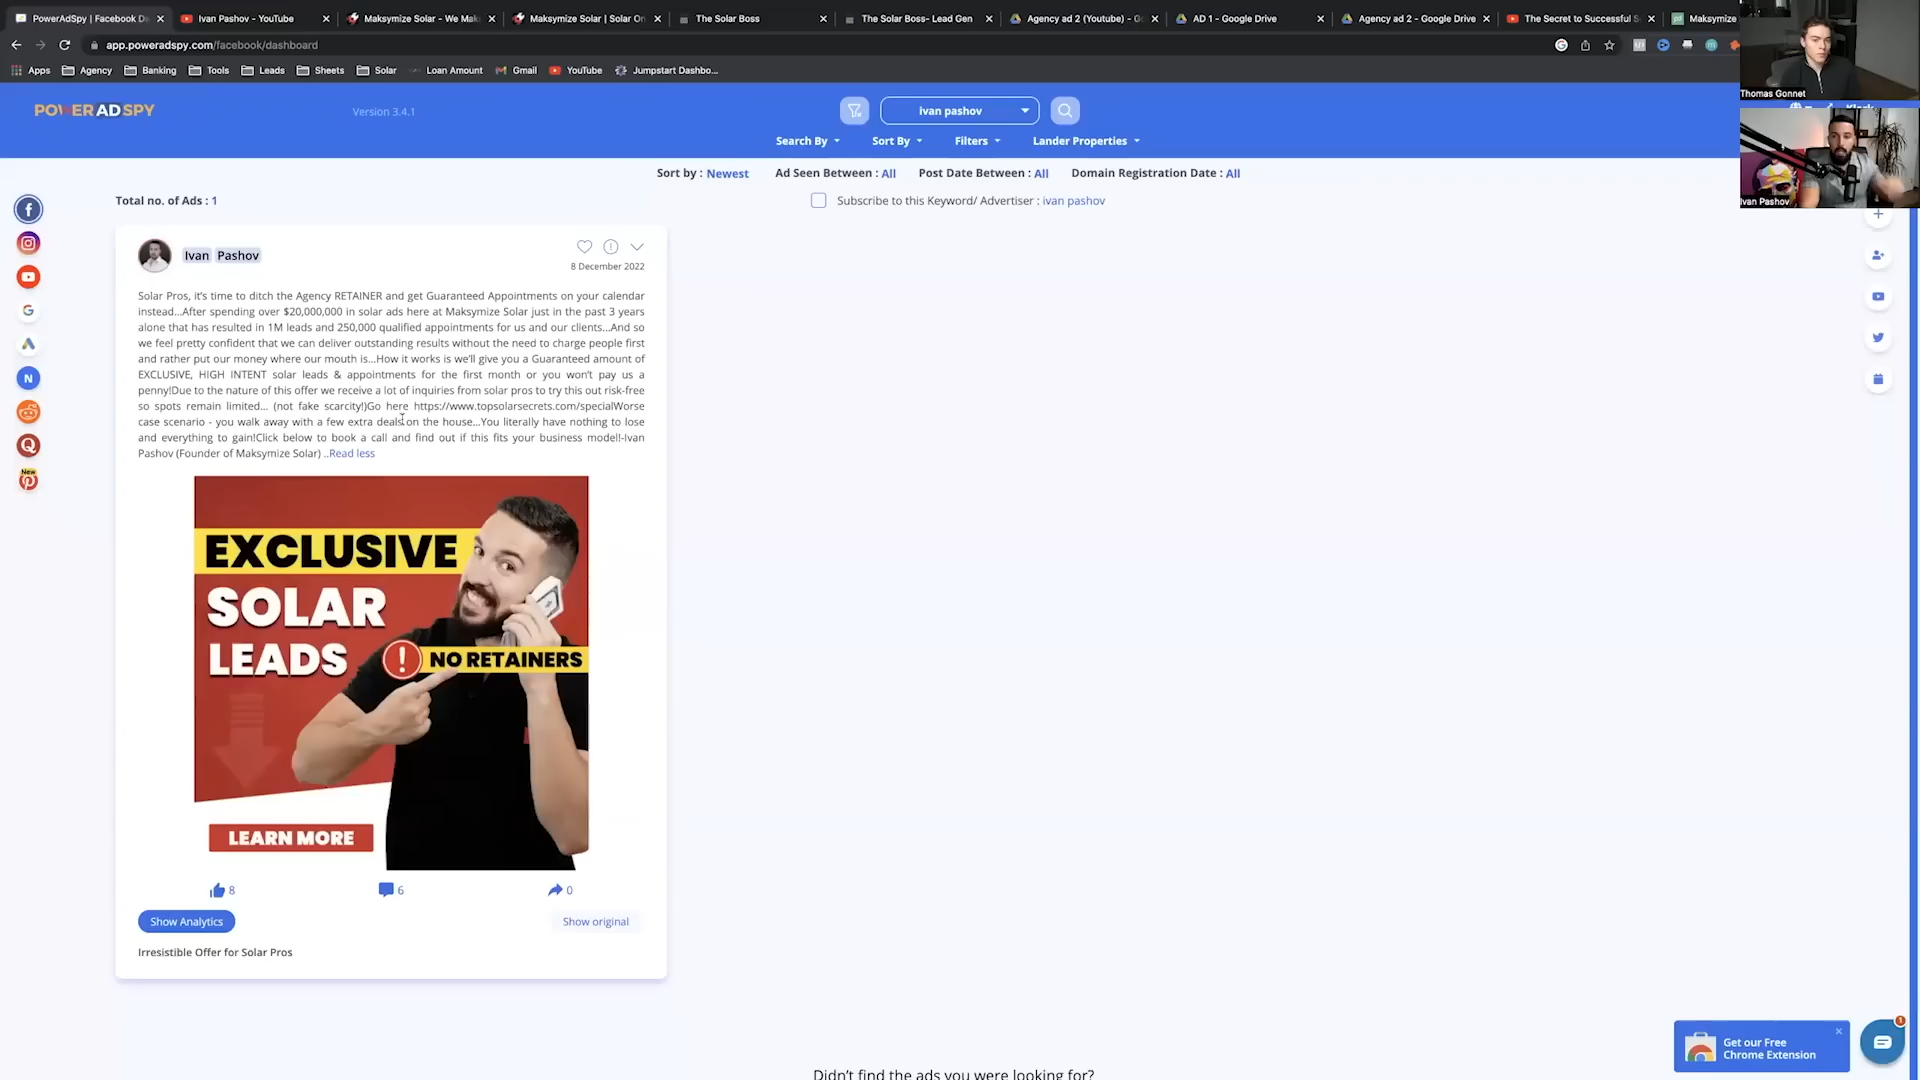 PowerAdSpy | Facebook D
Ivan Pashov - YouTube
Maksymize Solar - We Mak
Maksymize Solar | Solar On
The Solar Boss
The Solar Boss- Lead Gen
Agency ad 2 (Youtube) - G
AD 1 - Google Drive
Agency ad 2 - Google Drive
The Secret to Successful S
Maksymize
app.poweradspy.com/facebook/dashboard
Apps
Agency
Banking
Tools
Leads
Sheets
Solar
Loan Amount
Gmail
YouTube
Jumpstart Dashbo...
Thomas Gonnet
Ivan Pashov
POWER ADSPY
Version 3.4.1
ivan pashov
Search By
Sort By
Filters
Lander Properties
Sort by : Newest
Ad Seen Between : All
Post Date Between : All
Domain Registration Date : All
Total no. of Ads : 1
Subscribe to this Keyword/ Advertiser : ivan pashov
Ivan Pashov
8 December 2022
Solar Pros, it's time to ditch the Agency RETAINER and get Guaranteed Appointments on your calendar
instead...After spending over $20,000,000 in solar ads here at Maksymize Solar just in the past 3 years
alone that has resulted in 1M leads and 250,000 qualified appointments for us and our clients...And so
we feel pretty confident that we can deliver outstanding results without the need to charge people first
and rather put our money where our mouth is...How it works is we'll give you a Guaranteed amount of
EXCLUSIVE, HIGH INTENT solar leads & appointments for the first month or you won't pay us a
penny!Due to the nature of this offer we receive a lot of inquiries from solar pros to try this out risk-free
so spots remain limited... (not fake scarcity!)Go here https://www.topsolarsecrets.com/specialWorse
case scenario - you walk away with a few extra deals on the house...You literally have nothing to lose
and everything to gain!Click below to book a call and find out if this fits your business model!-Ivan
Pashov (Founder of Maksymize Solar) ..Read less
EXCLUSIVE
SOLAR
LEADS
! NO RETAINERS
LEARN MORE
8
6
0
Show Analytics
Show original
Irresistible Offer for Solar Pros
N
Q
New
Get our Free
Chrome Extension
1
Didn't find the ads you were looking for?